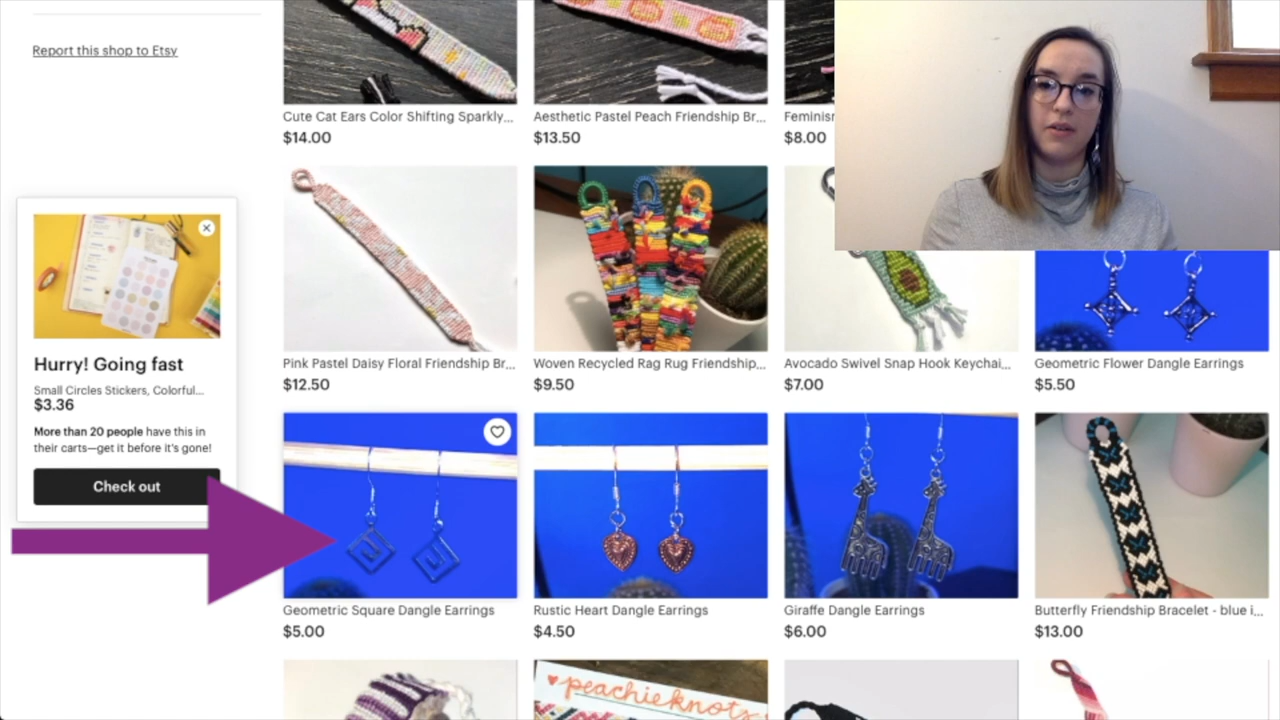 Report this shop to Etsy
Cute Cat Ears Color Shifting Sparkly...
$14.00
Aesthetic Pastel Peach Friendship Br...
$13.50
Feminism
$8.00
Pink Pastel Daisy Floral Friendship Br...
$12.50
Woven Recycled Rag Rug Friendship...
$9.50
Avocado Swivel Snap Hook Keychai...
$7.00
Geometric Flower Dangle Earrings
$5.50
Hurry! Going fast
Small Circles Stickers, Colorful...
$3.36
More than 20 people have this in
their carts—get it before it's gone!
Check out
Geometric Square Dangle Earrings
$5.00
Rustic Heart Dangle Earrings
$4.50
Giraffe Dangle Earrings
$6.00
Butterfly Friendship Bracelet - blue i...
$13.00
peachieknots